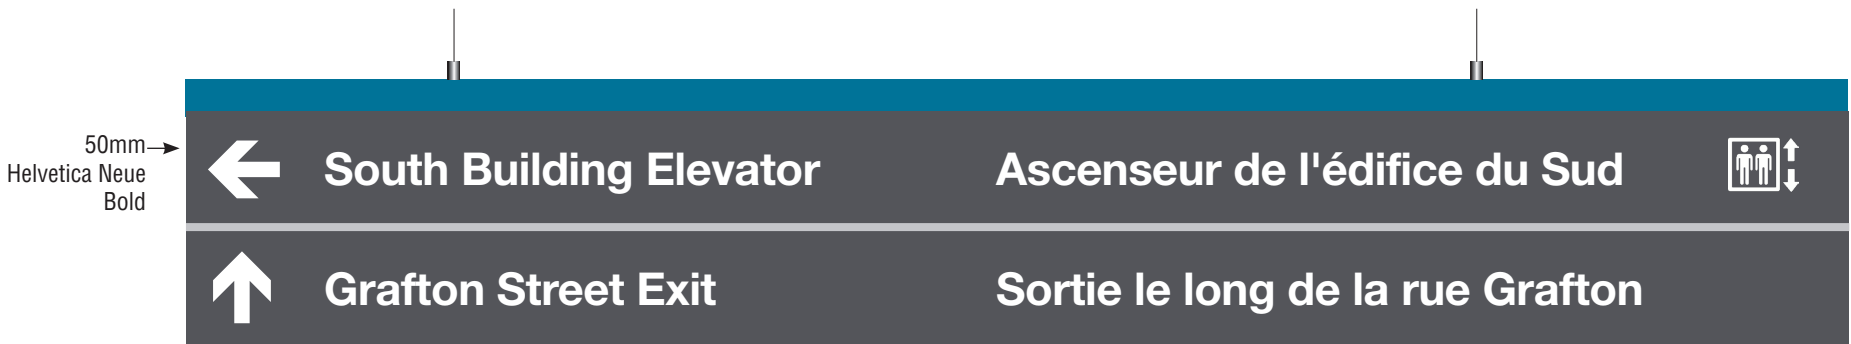 50mm
Helvetica Neue
Bold
South Building Elevator
Ascenseur de l'édifice du Sud
Grafton Street Exit
Sortie le long de la rue Grafton